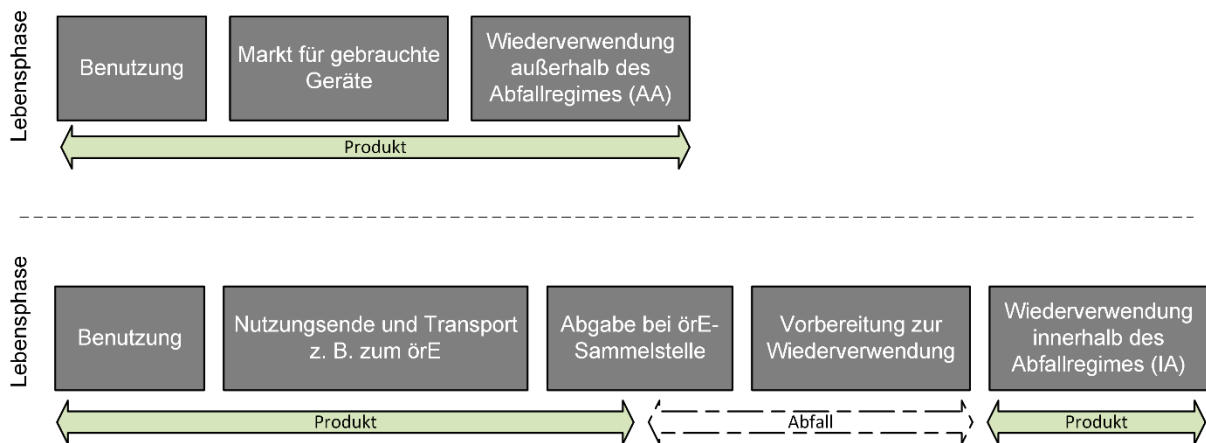 Lebensphase
Benutzung
Markt für gebrauchte
Geräte
Wiederverwendung
außerhalb des
Abfallregimes (AA)
Produkt
Lebensphase
Benutzung
Nutzungsende und Transport
z. B. zum örE
Abgabe bei örE-
Sammelstelle
Vorbereitung zur
Wiederverwendung
Wiederverwendung
innerhalb des
Abfallregimes (IA)
Produkt
Abfall
Produkt